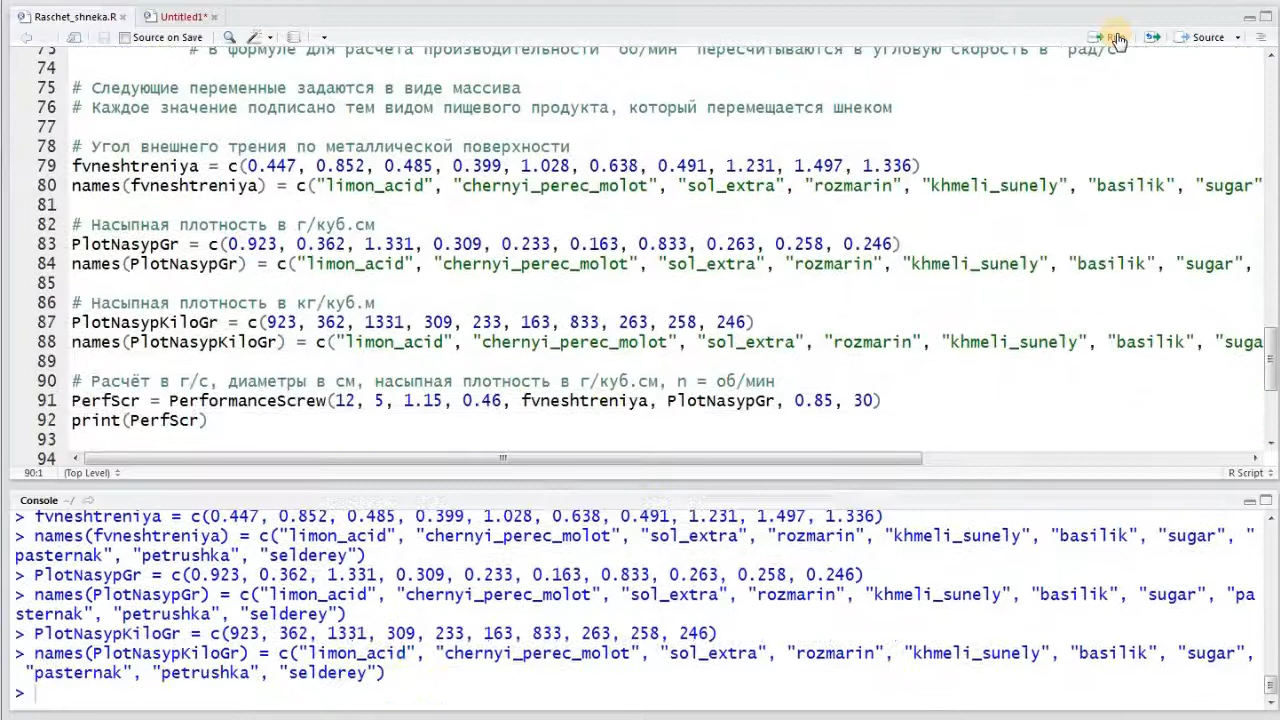 Raschet_shneka.R × Untitled1* ×
Source on Save Source
73 # В формуле для расчёта производительности об/мин пересчитываются в угловую скорость в рад/с
74
75 # Следующие переменные задаются в виде массива
76 # Каждое значение подписано тем видом пищевого продукта, который перемещается шнеком
77
78 # Угол внешнего трения по металлической поверхности
79 fvneshtreniya = c(0.447, 0.852, 0.485, 0.399, 1.028, 0.638, 0.491, 1.231, 1.497, 1.336)
80 names(fvneshtreniya) = c("limon_acid", "chernyi_perec_molot", "sol_extra", "rozmarin", "khmeli_sunely", "basilik", "sugar"
81
82 # Насыпная плотность в г/куб.см
83 PlotNasypGr = c(0.923, 0.362, 1.331, 0.309, 0.233, 0.163, 0.833, 0.263, 0.258, 0.246)
84 names(PlotNasypGr) = c("limon_acid", "chernyi_perec_molot", "sol_extra", "rozmarin", "khmeli_sunely", "basilik", "sugar",
85
86 # Насыпная плотность в кг/куб.м
87 PlotNasypKiloGr = c(923, 362, 1331, 309, 233, 163, 833, 263, 258, 246)
88 names(PlotNasypKiloGr) = c("limon_acid", "chernyi_perec_molot", "sol_extra", "rozmarin", "khmeli_sunely", "basilik", "suga
89
90 # Расчёт в г/с, диаметры в см, насыпная плотность в г/куб.см, n = об/мин
91 PerfScr = PerformanceScrew(12, 5, 1.15, 0.46, fvneshtreniya, PlotNasypGr, 0.85, 30)
92 print(PerfScr)
93
94
90:1 (Top Level) R Script
Console ~/
> fvneshtreniya = c(0.447, 0.852, 0.485, 0.399, 1.028, 0.638, 0.491, 1.231, 1.497, 1.336)
> names(fvneshtreniya) = c("limon_acid", "chernyi_perec_molot", "sol_extra", "rozmarin", "khmeli_sunely", "basilik", "sugar", "
pasternak", "petrushka", "selderey")
> PlotNasypGr = c(0.923, 0.362, 1.331, 0.309, 0.233, 0.163, 0.833, 0.263, 0.258, 0.246)
> names(PlotNasypGr) = c("limon_acid", "chernyi_perec_molot", "sol_extra", "rozmarin", "khmeli_sunely", "basilik", "sugar", "pa
sternak", "petrushka", "selderey")
> PlotNasypKiloGr = c(923, 362, 1331, 309, 233, 163, 833, 263, 258, 246)
> names(PlotNasypKiloGr) = c("limon_acid", "chernyi_perec_molot", "sol_extra", "rozmarin", "khmeli_sunely", "basilik", "sugar",
"pasternak", "petrushka", "selderey")
>